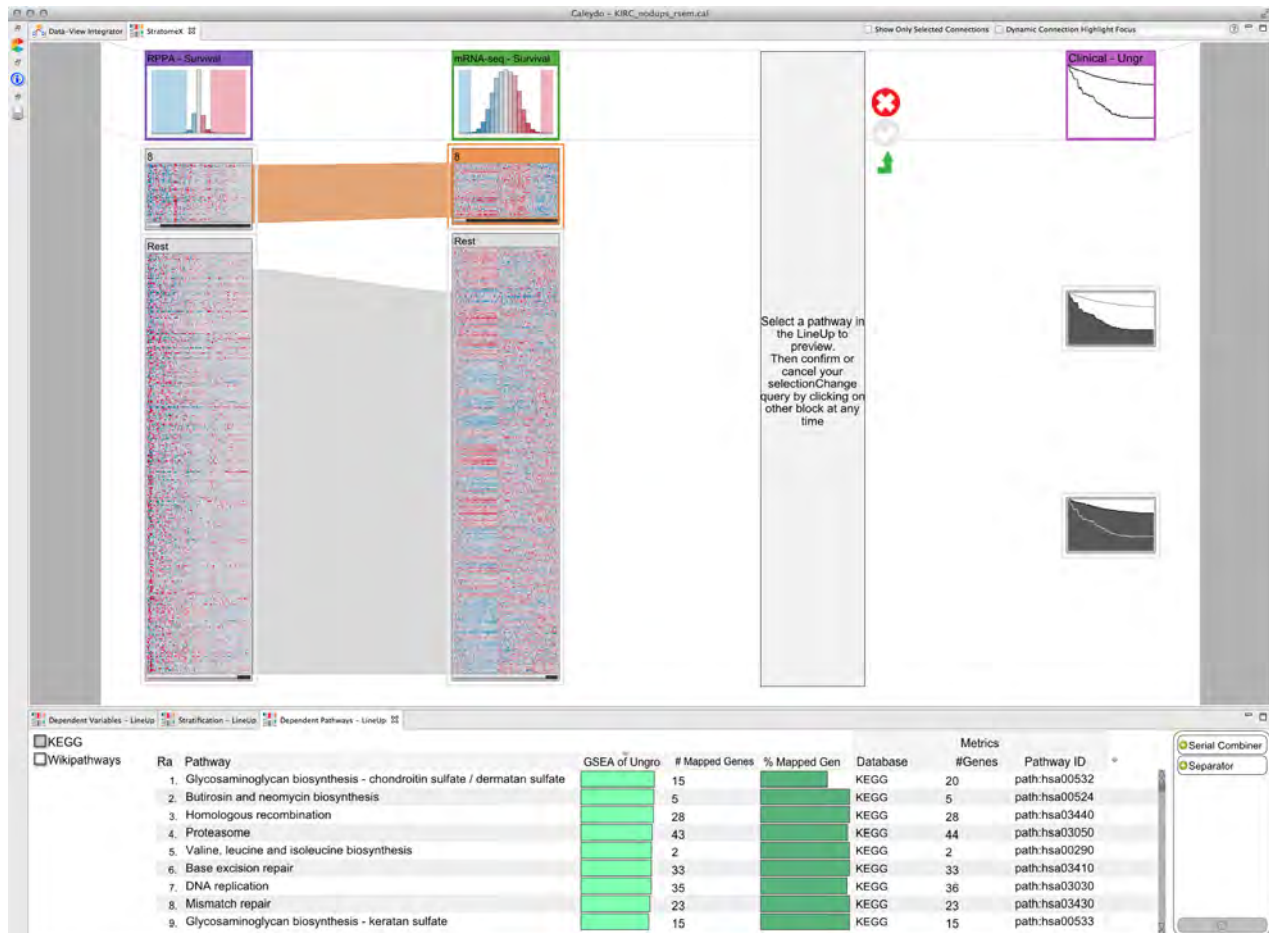 Caleydo - KIRC_nodups_rsem.cal
Data-View Integrator
StratomeX
Show Only Selected Connections
Dynamic Connection Highlight Focus
RPPA - Survival
mRNA-seq - Survival
Clinical - Ungr
8
8
Rest
Rest
Select a pathway in
the LineUp to
preview.
Then confirm or
cancel your
selectionChange
query by clicking on
other block at any
time
Dependent Variables - LineUp
Stratification - LineUp
Dependent Pathways - LineUp
KEGG
Wikipathways
Metrics
Ra Pathway GSEA of Ungro # Mapped Genes % Mapped Gen Database #Genes Pathway ID
1. Glycosaminoglycan biosynthesis - chondroitin sulfate / dermatan sulfate 15 KEGG 20 path:hsa00532
2. Butirosin and neomycin biosynthesis 5 KEGG 5 path:hsa00524
3. Homologous recombination 28 KEGG 28 path:hsa03440
4. Proteasome 43 KEGG 44 path:hsa03050
5. Valine, leucine and isoleucine biosynthesis 2 KEGG 2 path:hsa00290
6. Base excision repair 33 KEGG 33 path:hsa03410
7. DNA replication 35 KEGG 36 path:hsa03030
8. Mismatch repair 23 KEGG 23 path:hsa03430
9. Glycosaminoglycan biosynthesis - keratan sulfate 15 KEGG 15 path:hsa00533
Serial Combiner
Separator